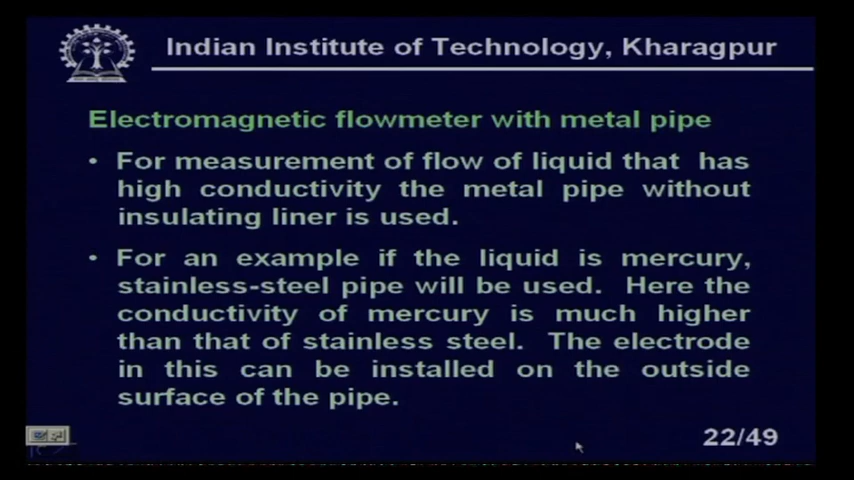 Indian Institute of Technology, Kharagpur
Electromagnetic flowmeter with metal pipe
• For measurement of flow of liquid that has
high conductivity the metal pipe without
insulating liner is used.
• For an example if the liquid is mercury,
stainless-steel pipe will be used. Here the
conductivity of mercury is much higher
than that of stainless steel. The electrode
in this can be installed on the outside
surface of the pipe.
22/49